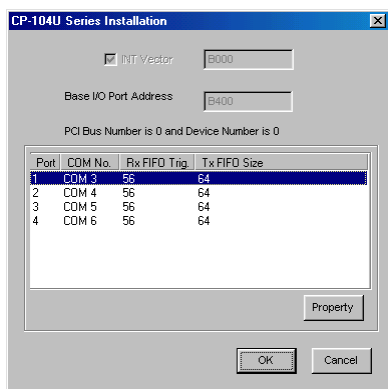 CP-104U Series Installation
INT Vector B000
Base I/O Port Address B400
PCI Bus Number is 0 and Device Number is 0
Port COM No. Rx FIFO Trig. Tx FIFO Size
1 COM 3 56 64
2 COM 4 56 64
3 COM 5 56 64
4 COM 6 56 64
Property
OK Cancel